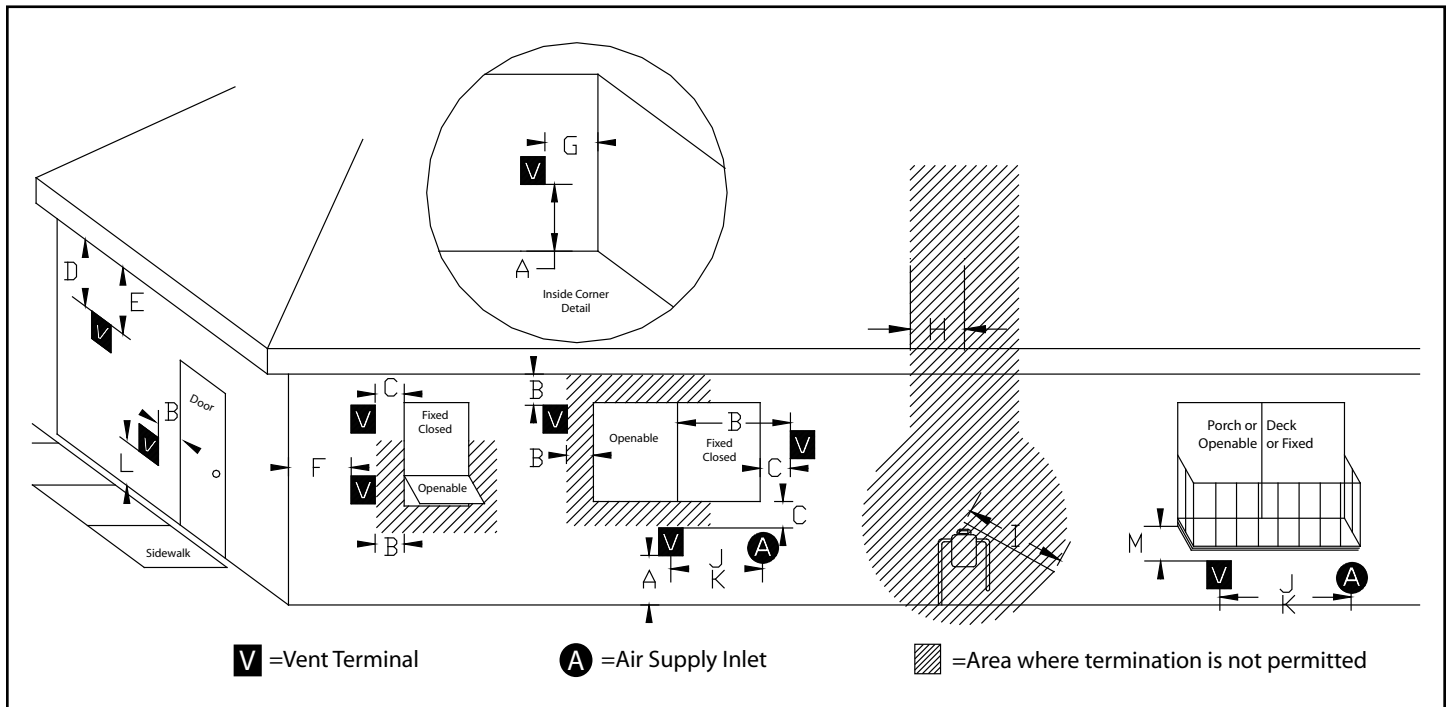 G
V
A
Inside Corner
Detail
D
E
V
H
B
Door
V
L
C
V
Fixed
Closed
F
V
Openable
B
B
V
Openable
B
B
Fixed
Closed
V
C
C
V
A
A
J
K
I
Porch or
Openable
Deck
or Fixed
M
V
A
J
K
Sidewalk
V =Vent Terminal
A =Air Supply Inlet
=Area where termination is not permitted